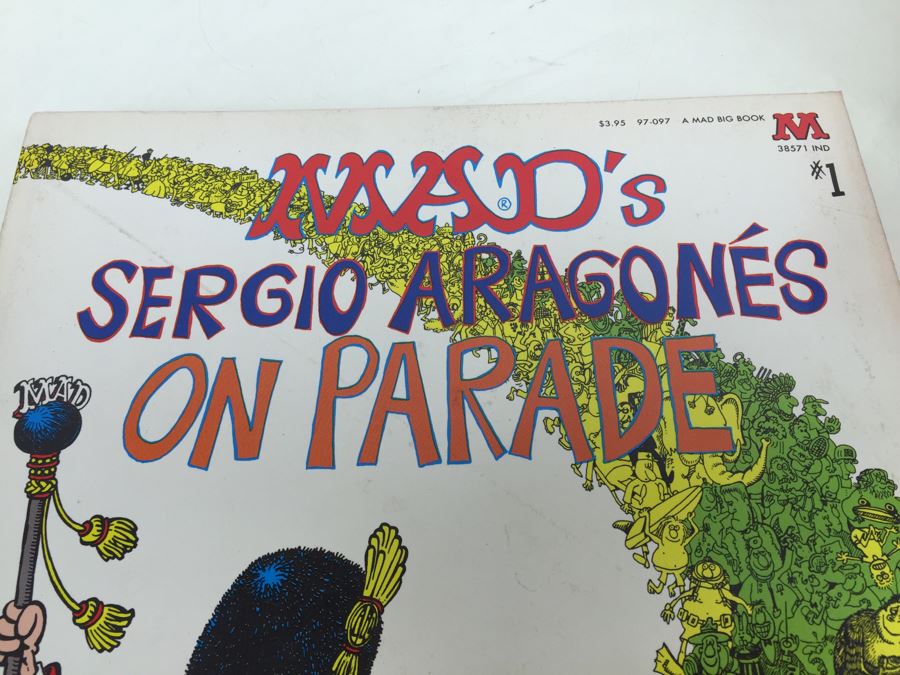 $3.95 97-097 A MAD BIG BOOK M
38571 IND
#1
MAD's
®
SERGIO ARAGONÉS
ON PARADE
MAD